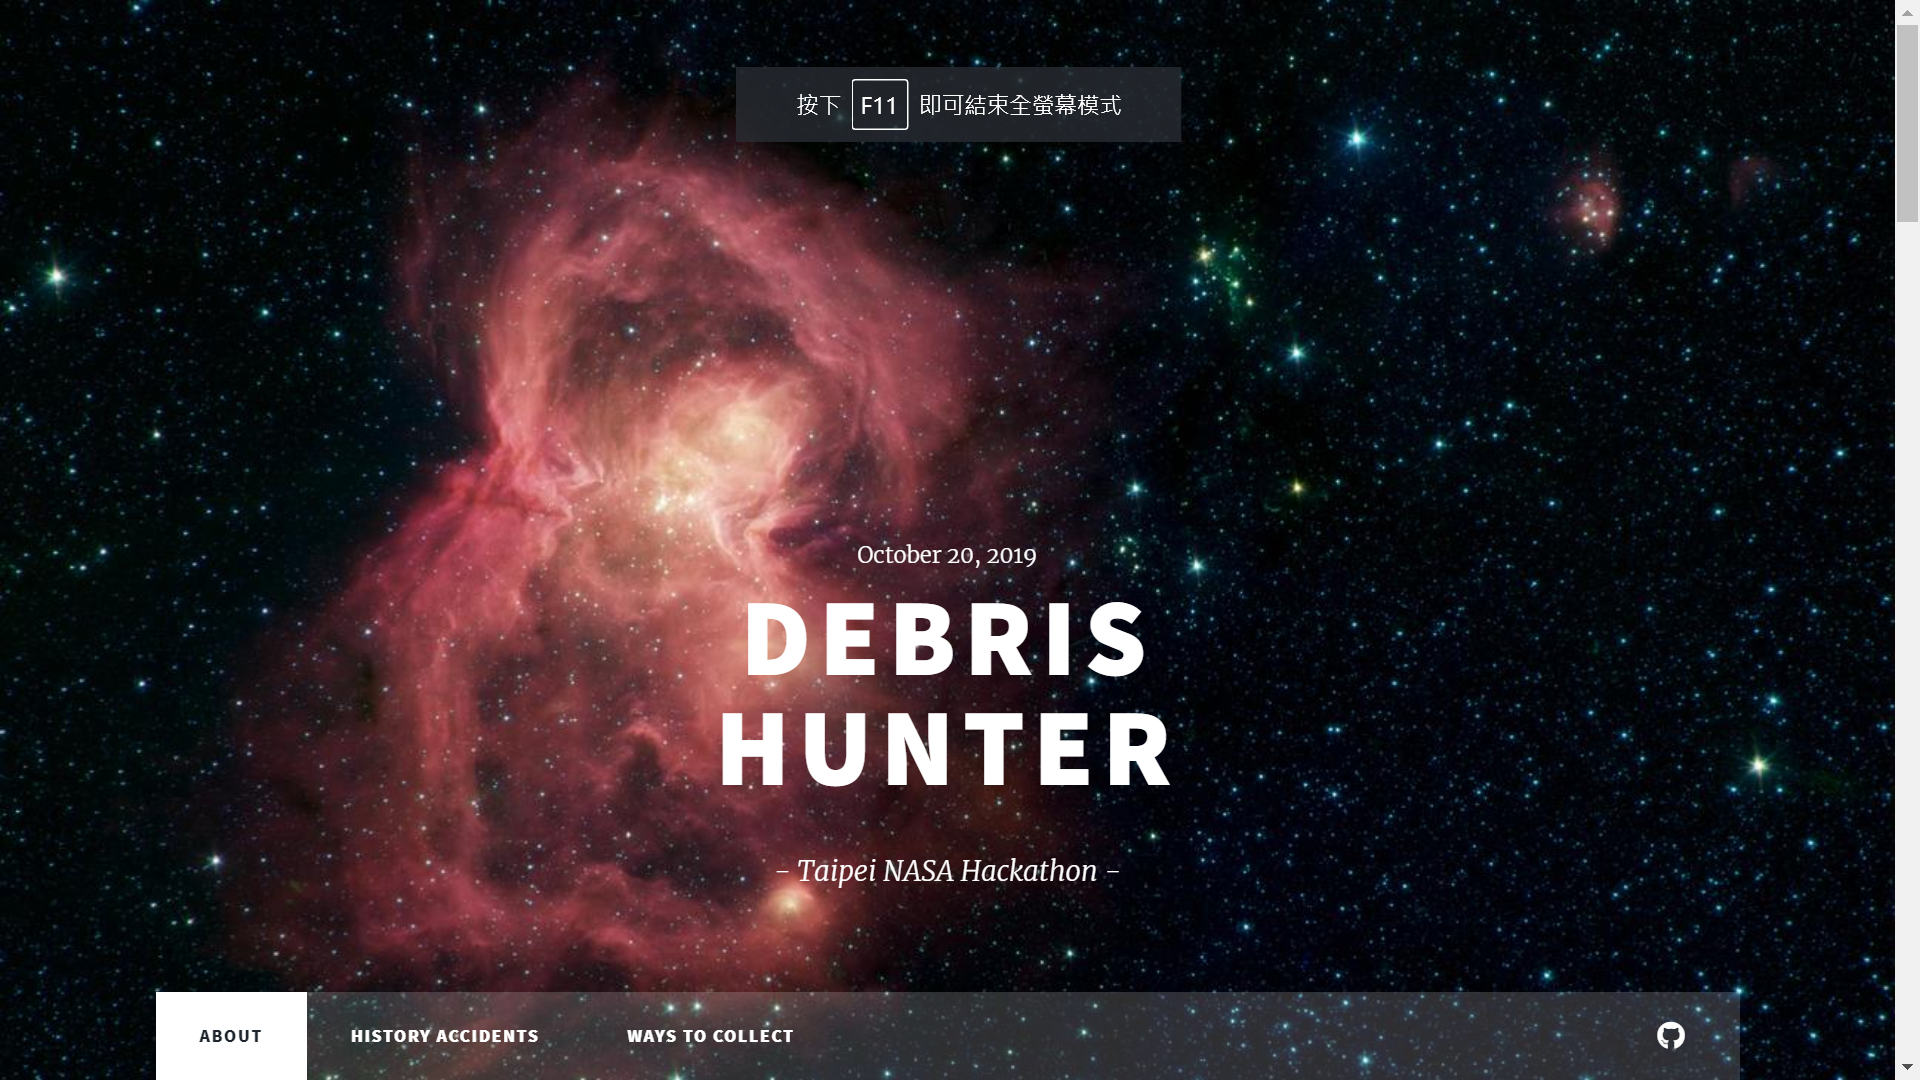 按下 F11 即可結束全螢幕模式
October 20, 2019
DEBRIS
HUNTER
- Taipei NASA Hackathon -
ABOUT HISTORY ACCIDENTS WAYS TO COLLECT